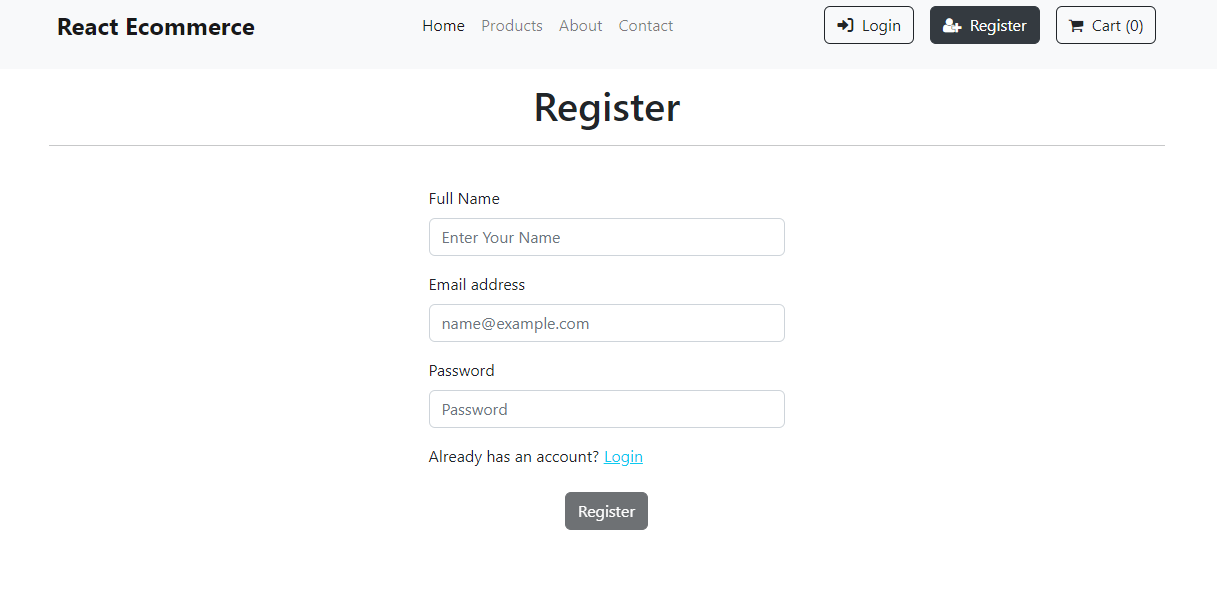 React Ecommerce Home Products About Contact Login Register Cart (0)
Register
Full Name
Enter Your Name
Email address
name@example.com
Password
Password
Already has an account? Login
Register